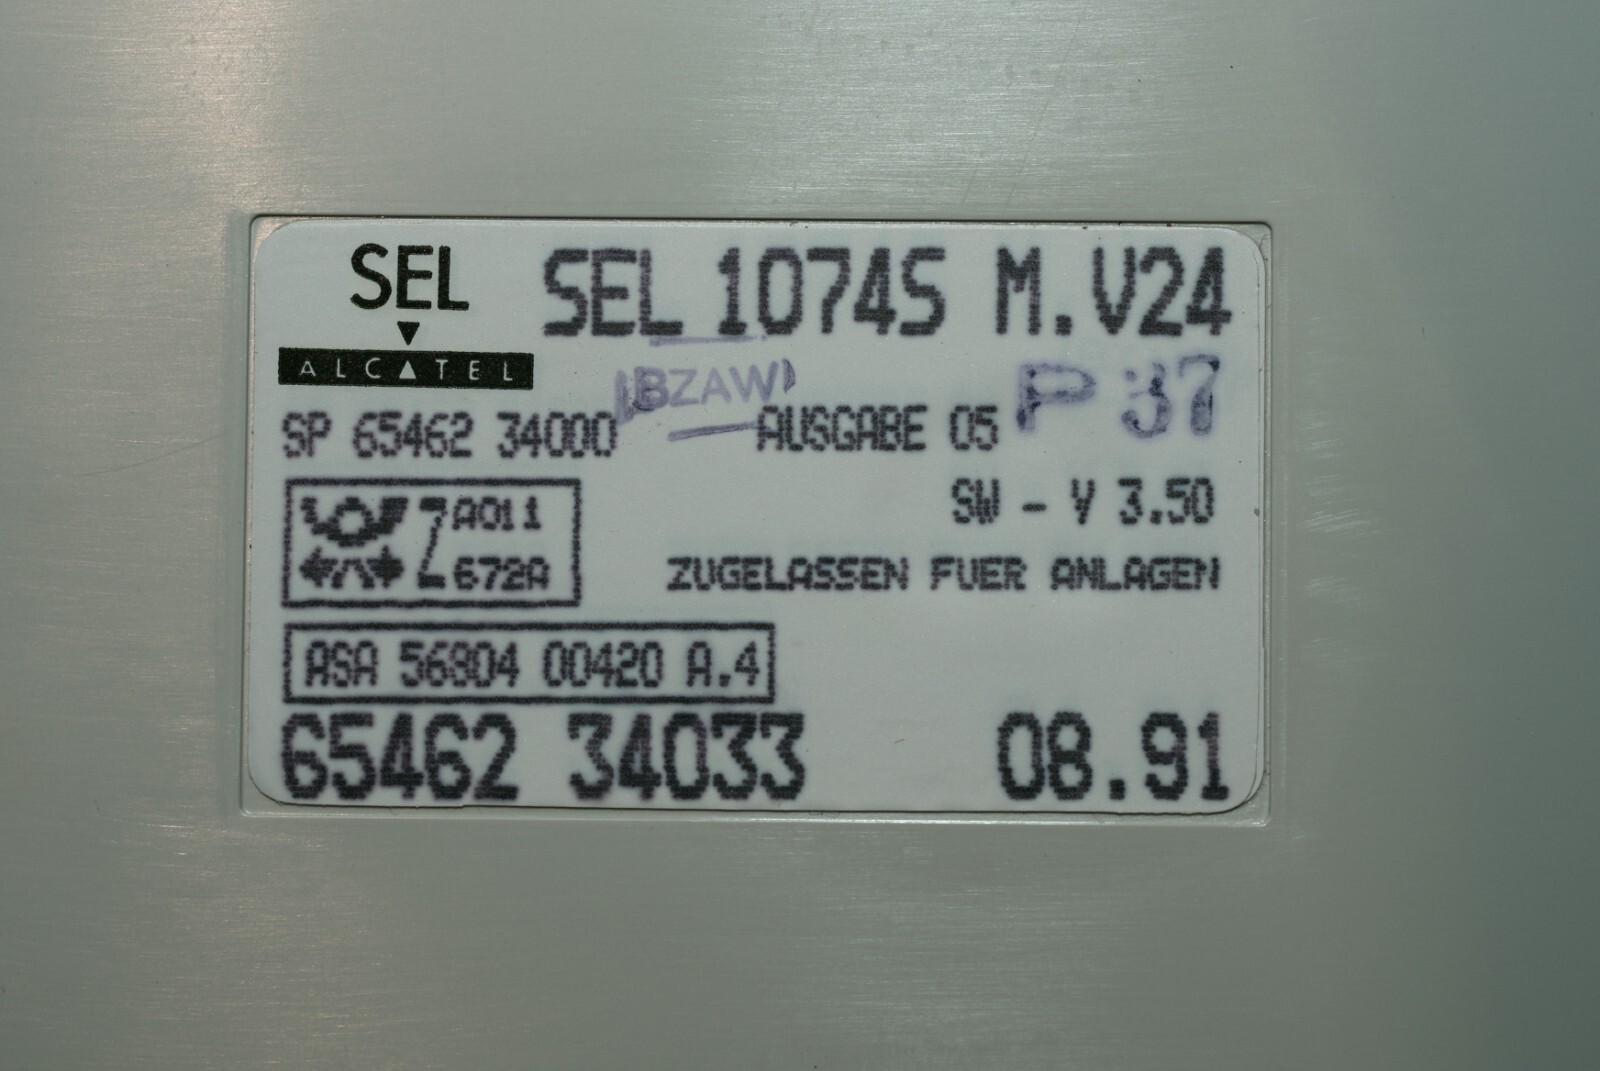 SEL
ALCATEL
SEL 1074S M.V24
BZAW
P 37
SP 65462 34000 AUSGABE 05
A011
672A
SW - V 3.50
ZUGELASSEN FUER ANLAGEN
ASA 56804 00420 A.4
65462 34033 08.91